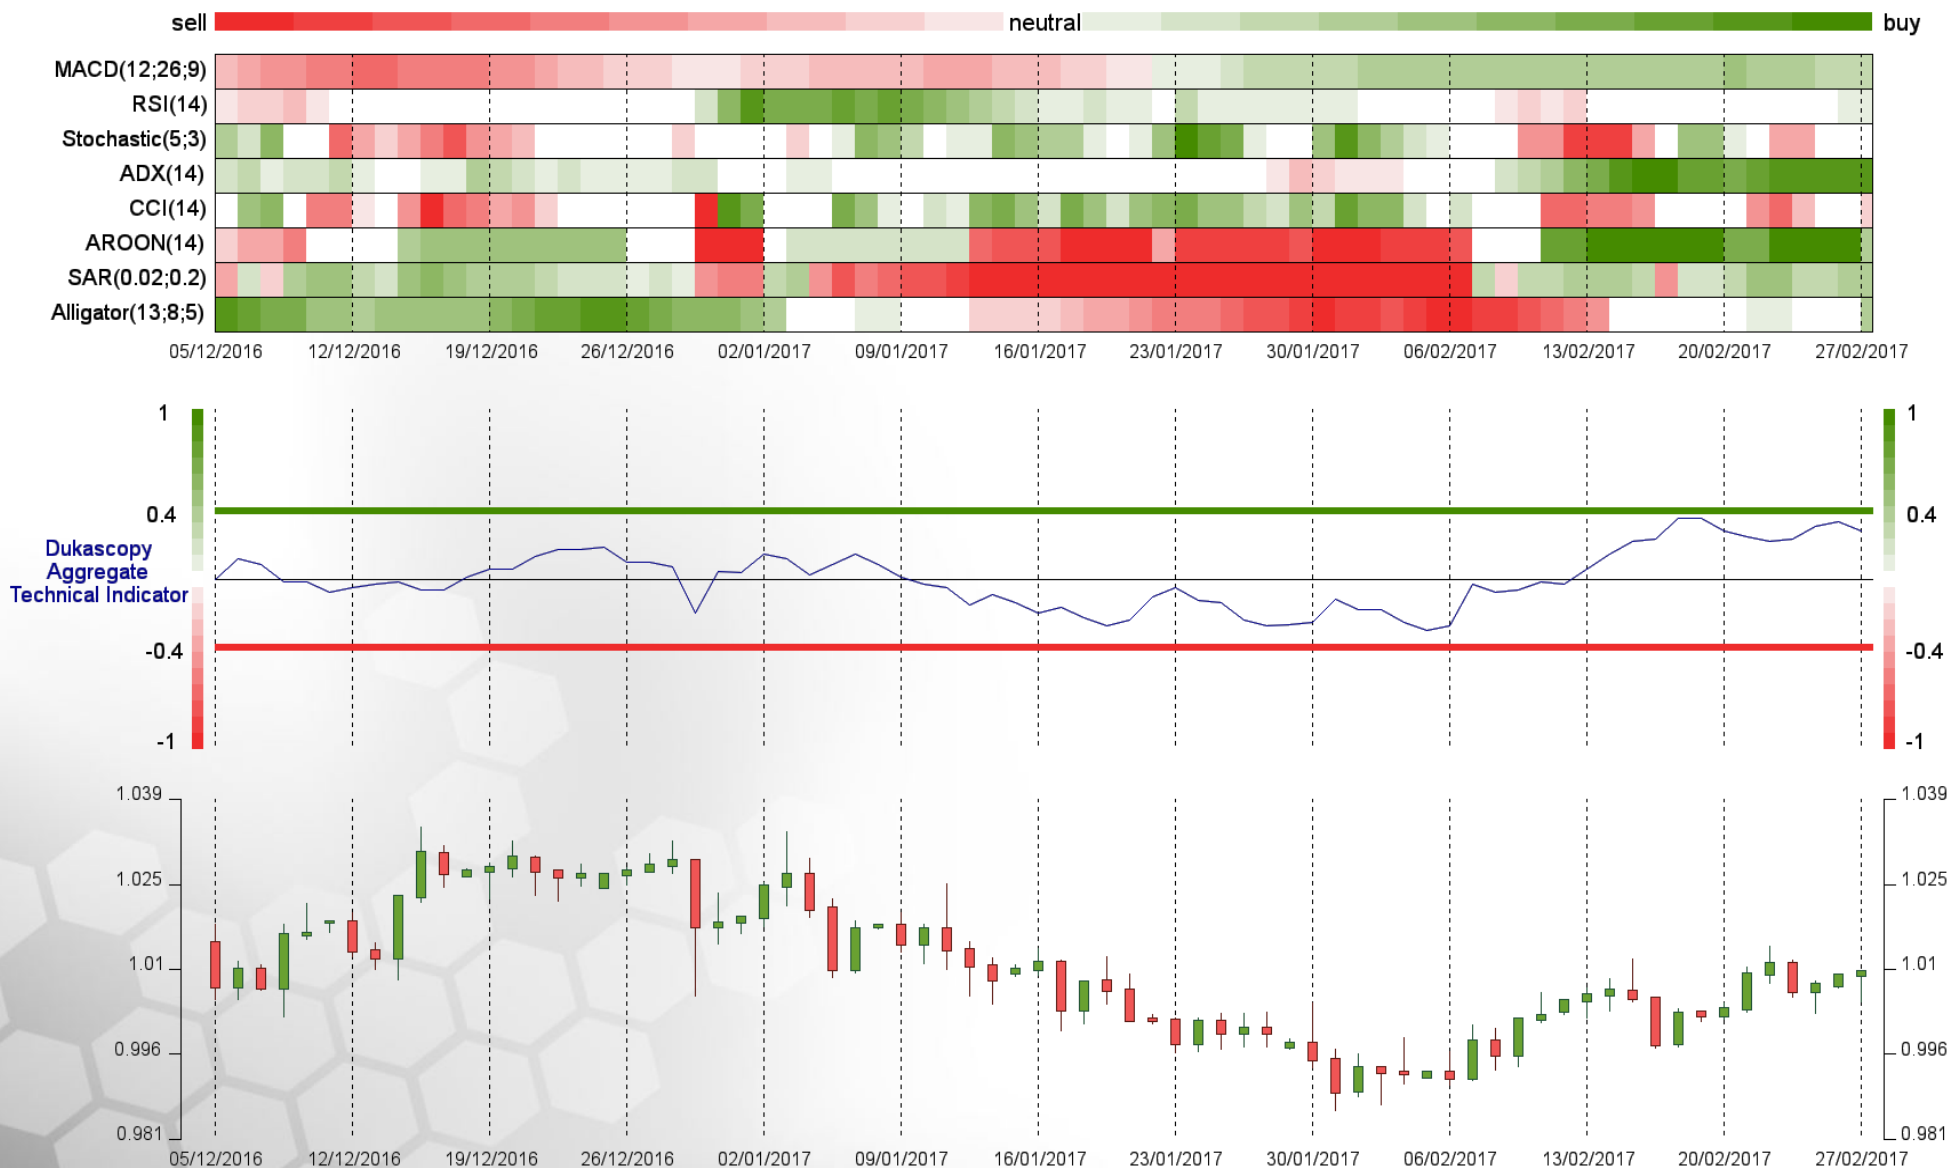 sell neutral buy
MACD(12;26;9)
RSI(14)
Stochastic(5;3)
ADX(14)
CCI(14)
AROON(14)
SAR(0.02;0.2)
Alligator(13;8;5)
05/12/2016 12/12/2016 19/12/2016 26/12/2016 02/01/2017 09/01/2017 16/01/2017 23/01/2017 30/01/2017 06/02/2017 13/02/2017 20/02/2017 27/02/2017
1 1
0.4 0.4
Dukascopy
Aggregate
Technical Indicator
-0.4 -0.4
-1 -1
1.039 1.039
1.025 1.025
1.01 1.01
0.996 0.996
0.981 0.981
05/12/2016 12/12/2016 19/12/2016 26/12/2016 02/01/2017 09/01/2017 16/01/2017 23/01/2017 30/01/2017 06/02/2017 13/02/2017 20/02/2017 27/02/2017